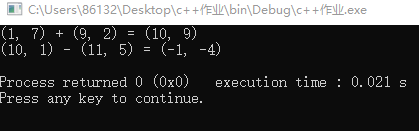 C:\Users\86132\Desktop\c++作业\bin\Debug\c++作业.exe
(1, 7) + (9, 2) = (10, 9)
(10, 1) - (11, 5) = (-1, -4)
Process returned 0 (0x0)   execution time : 0.021 s
Press any key to continue.